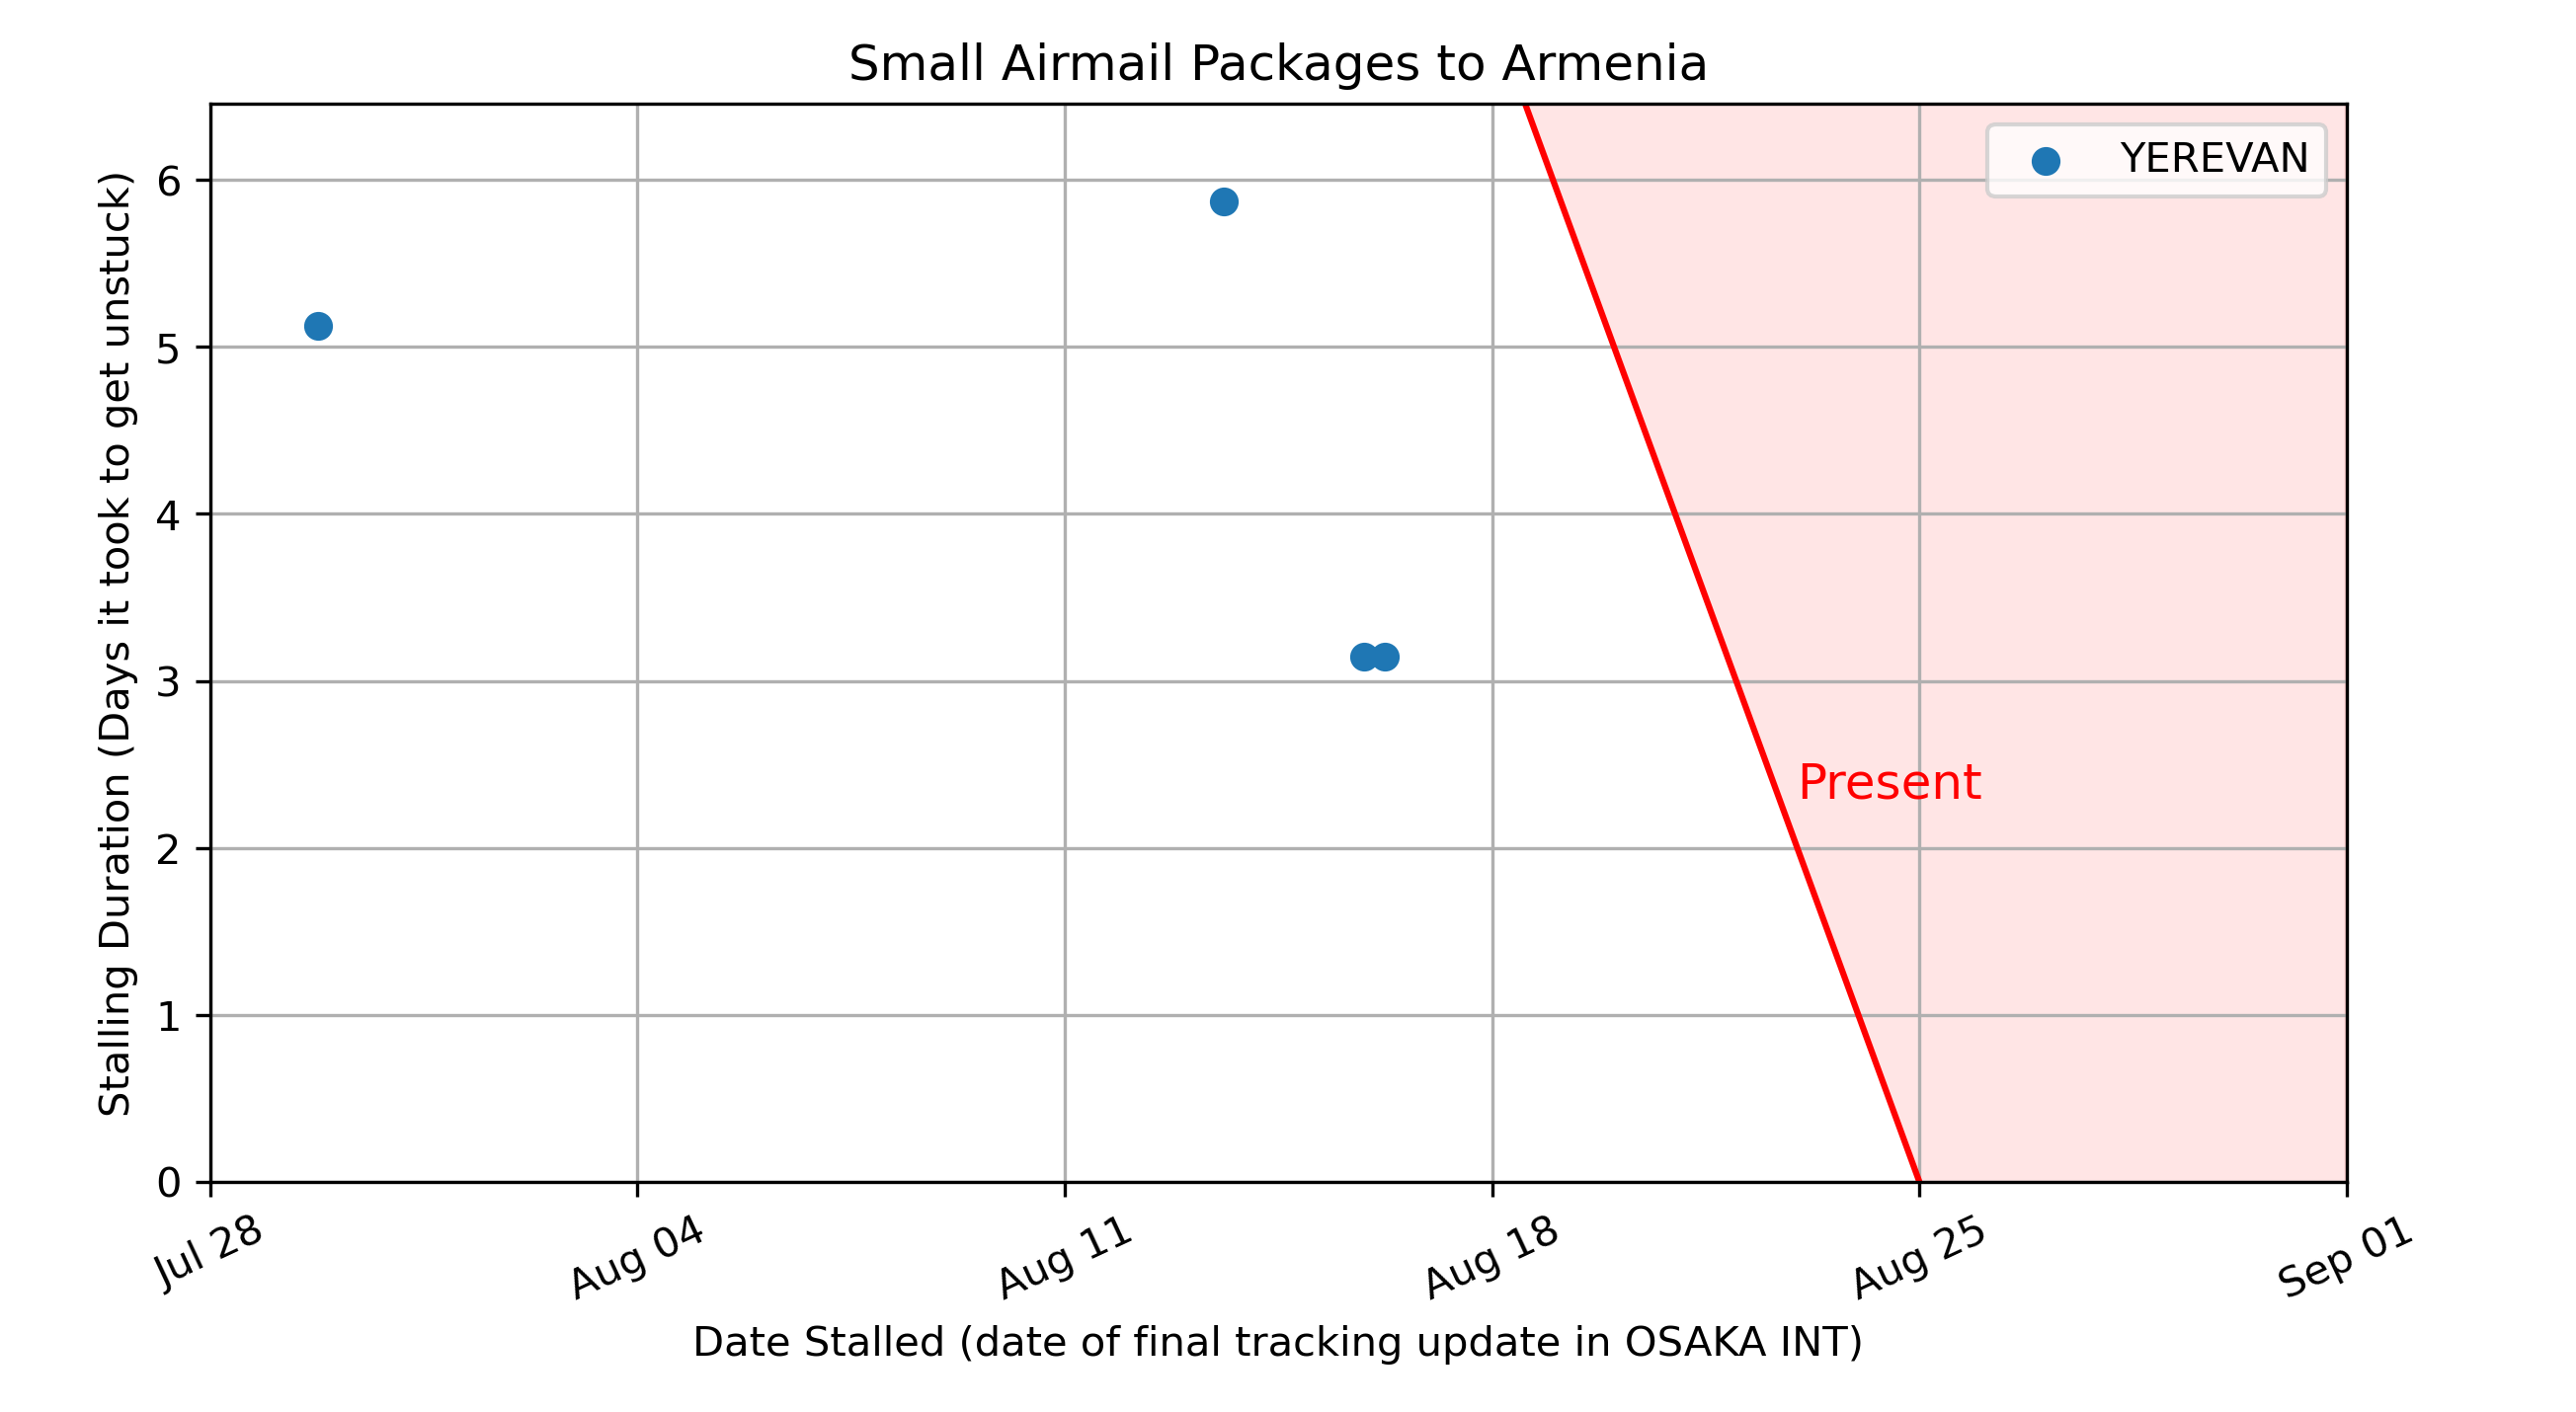 Small Airmail Packages to Armenia
YEREVAN
Stalling Duration (Days it took to get unstuck)
6
5
4
3
2
1
0
Present
Jul 28
Aug 04
Aug 11
Aug 18
Aug 25
Sep 01
Date Stalled (date of final tracking update in OSAKA INT)